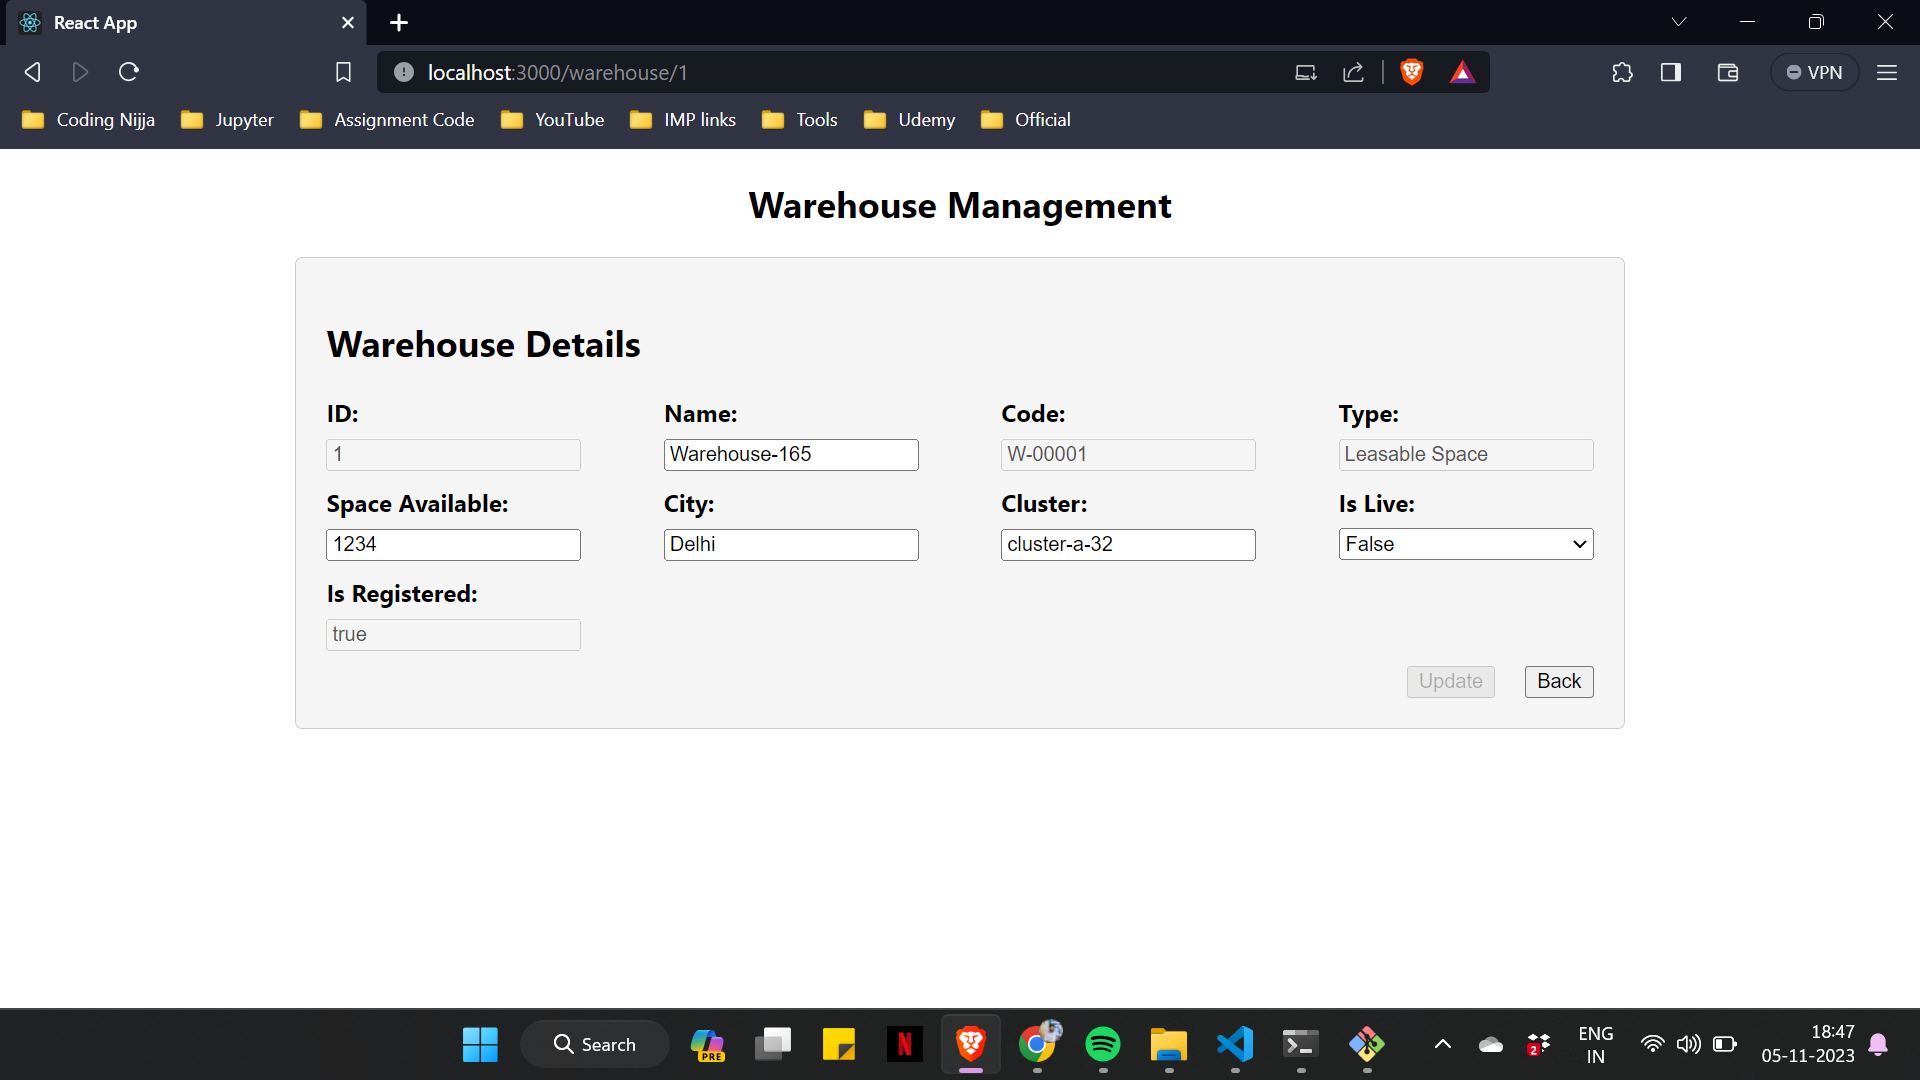 React App
localhost:3000/warehouse/1
VPN
Coding Nijja Jupyter Assignment Code YouTube IMP links Tools Udemy Official
Warehouse Management
Warehouse Details
ID: Name: Code: Type:
1 Warehouse-165 W-00001 Leasable Space
Space Available: City: Cluster: Is Live:
1234 Delhi cluster-a-32 False
Is Registered:
true
Update Back
Search
PRE
N
2
ENG
IN
18:47
05-11-2023